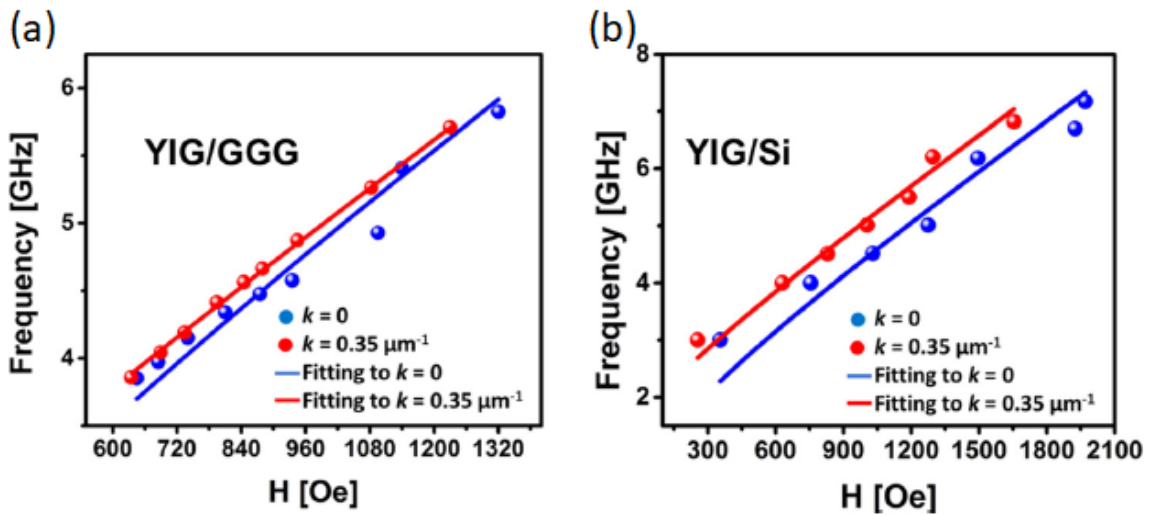 (a)
Frequency [GHz]
6
5
4
YIG/GGG
k = 0
k = 0.35 μm⁻¹
Fitting to k = 0
Fitting to k = 0.35 μm⁻¹
600 720 840 960 1080 1200 1320
H [Oe]
(b)
Frequency [GHz]
8
6
4
2
YIG/Si
k = 0
k = 0.35 μm⁻¹
Fitting to k = 0
Fitting to k = 0.35 μm⁻¹
300 600 900 1200 1500 1800 2100
H [Oe]